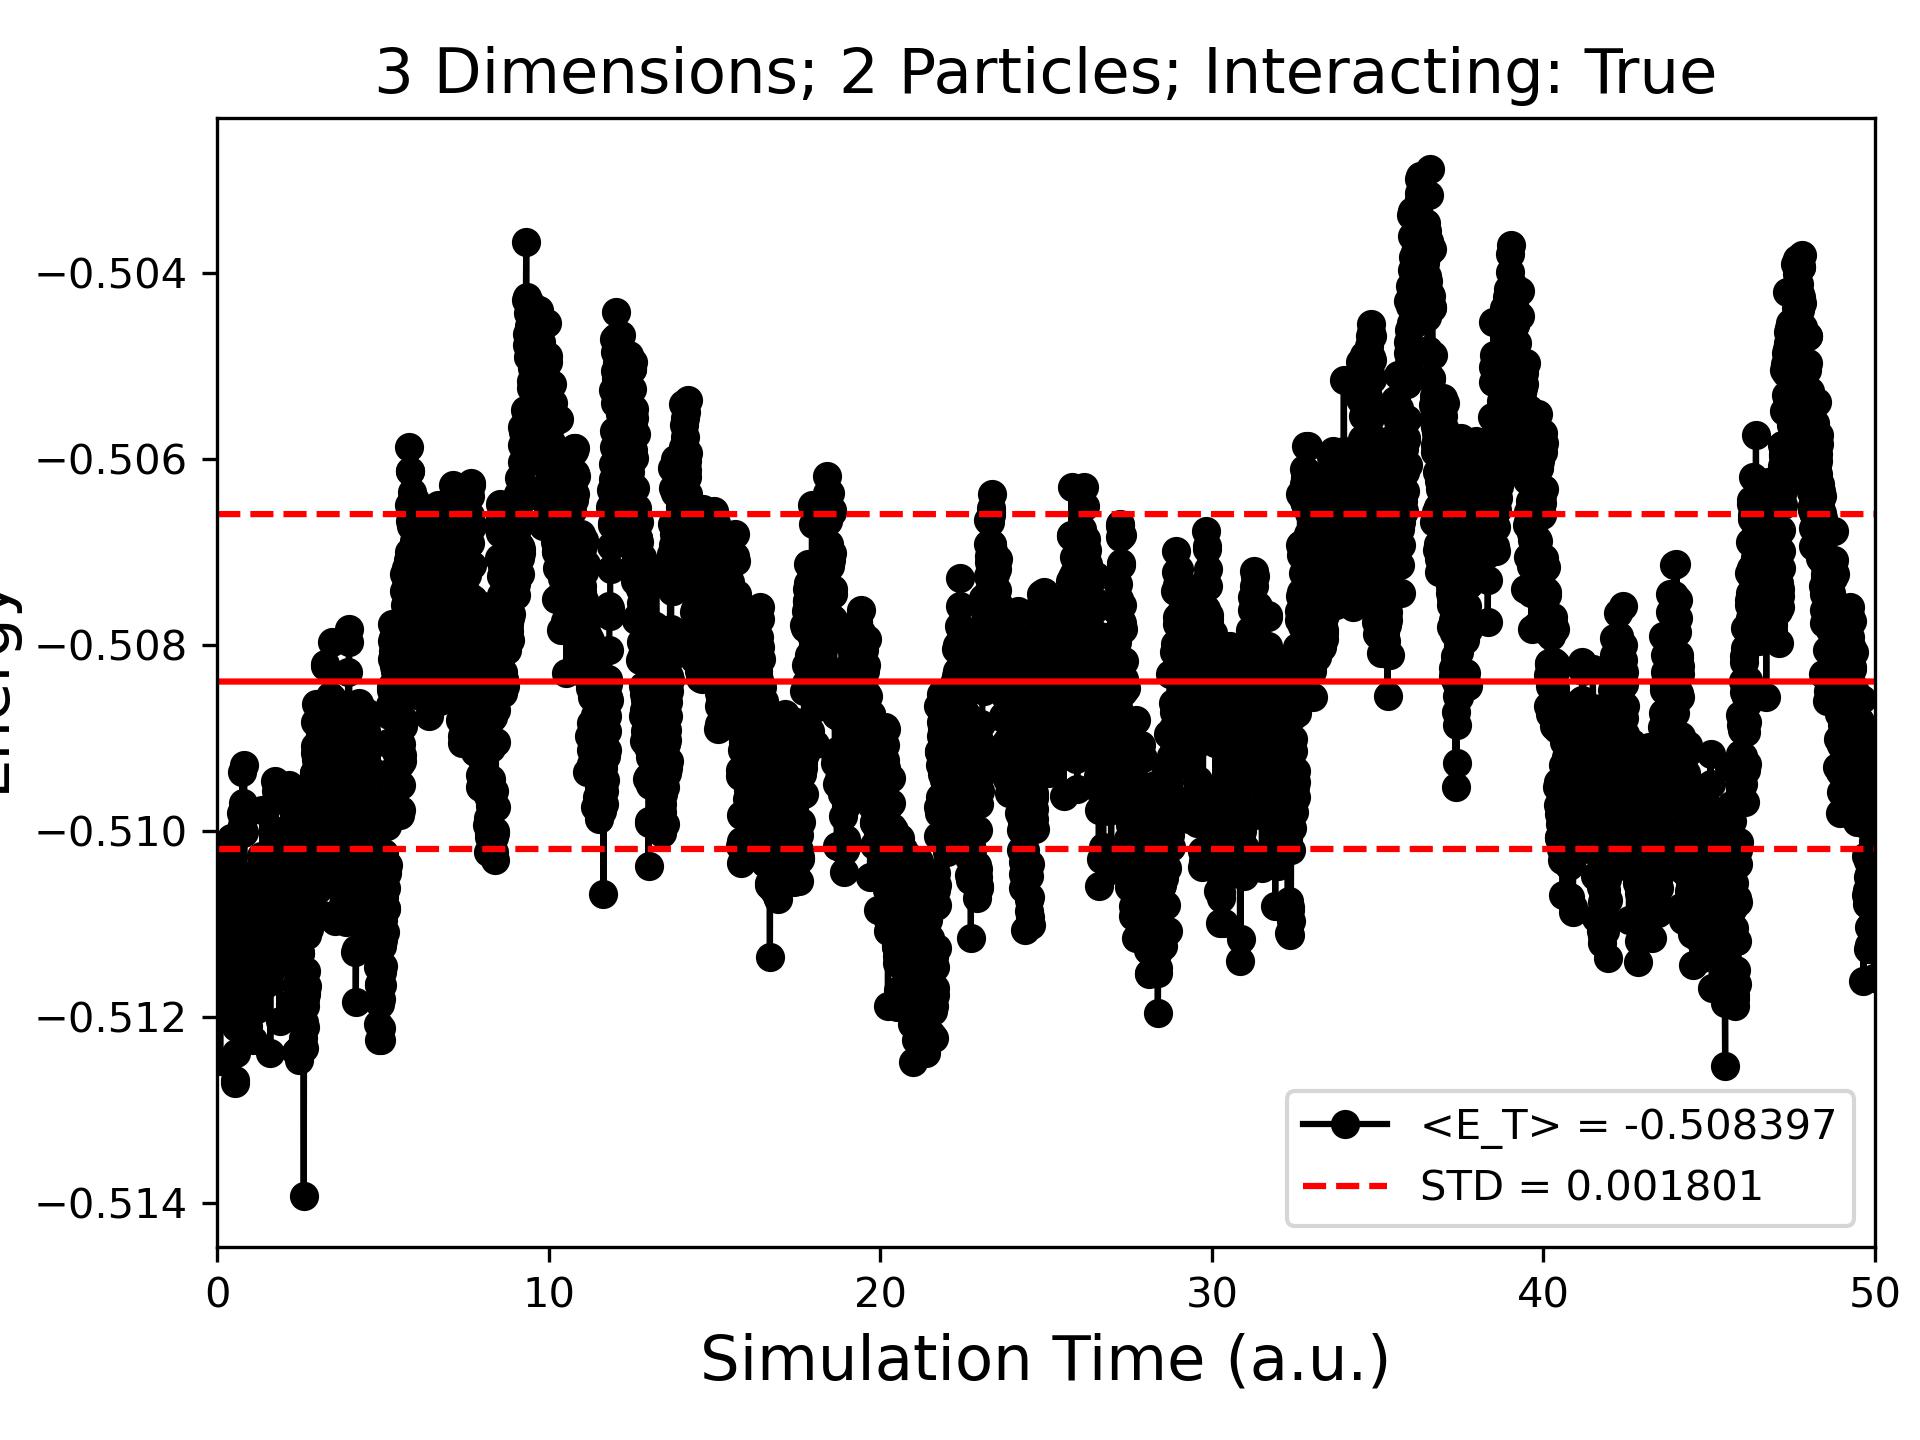 3 Dimensions; 2 Particles; Interacting: True
Energy
−0.504
−0.506
−0.508
−0.510
−0.512
−0.514
<E_T> = -0.508397
STD = 0.001801
0 10 20 30 40 50
Simulation Time (a.u.)